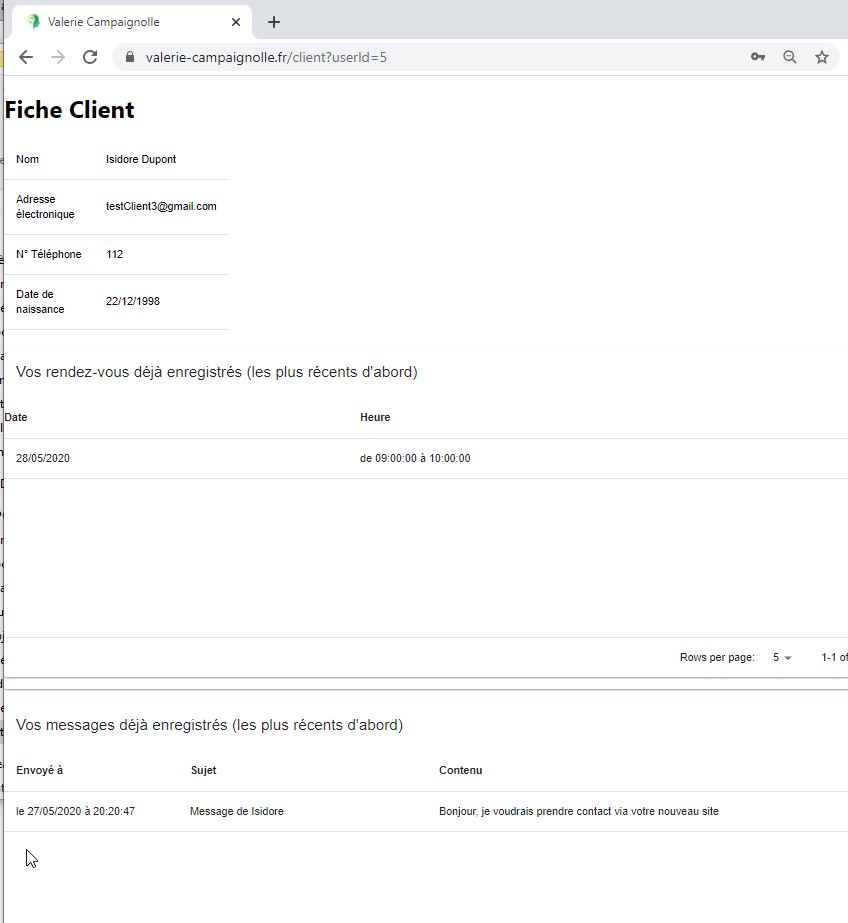 Valerie Campaignolle
valerie-campaignolle.fr/client?userId=5
Fiche Client
Nom Isidore Dupont
Adresse
électronique testClient3@gmail.com
N° Téléphone 112
Date de
naissance 22/12/1998
Vos rendez-vous déjà enregistrés (les plus récents d'abord)
Date Heure
28/05/2020 de 09:00:00 à 10:00:00
Rows per page: 5 1-1 of
Vos messages déjà enregistrés (les plus récents d'abord)
Envoyé à Sujet Contenu
le 27/05/2020 à 20:20:47 Message de Isidore Bonjour, je voudrais prendre contact via votre nouveau site